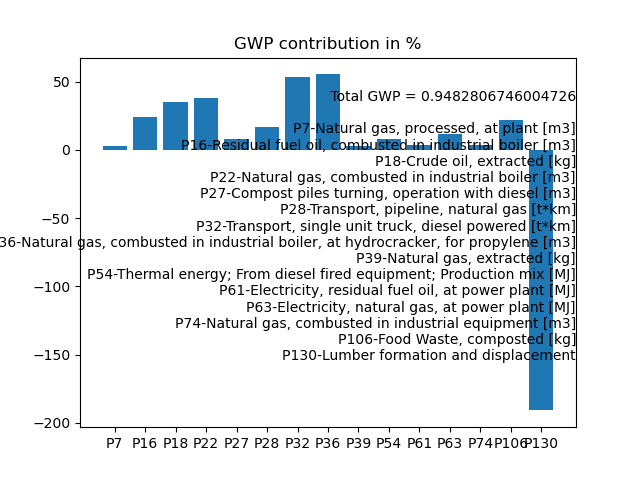 GWP contribution in %
50
0
−50
−100
−150
−200
Total GWP = 0.9482806746004726
P7-Natural gas, processed, at plant [m3]
P16-Residual fuel oil, combusted in industrial boiler [m3]
P18-Crude oil, extracted [kg]
P22-Natural gas, combusted in industrial boiler [m3]
P27-Compost piles turning, operation with diesel [m3]
P28-Transport, pipeline, natural gas [t*km]
P32-Transport, single unit truck, diesel powered [t*km]
36-Natural gas, combusted in industrial boiler, at hydrocracker, for propylene [m3]
P39-Natural gas, extracted [kg]
P54-Thermal energy; From diesel fired equipment; Production mix [MJ]
P61-Electricity, residual fuel oil, at power plant [MJ]
P63-Electricity, natural gas, at power plant [MJ]
P74-Natural gas, combusted in industrial equipment [m3]
P106-Food Waste, composted [kg]
P130-Lumber formation and displacement
P7 P16 P18 P22 P27 P28 P32 P36 P39 P54 P61 P63 P74 P106 P130